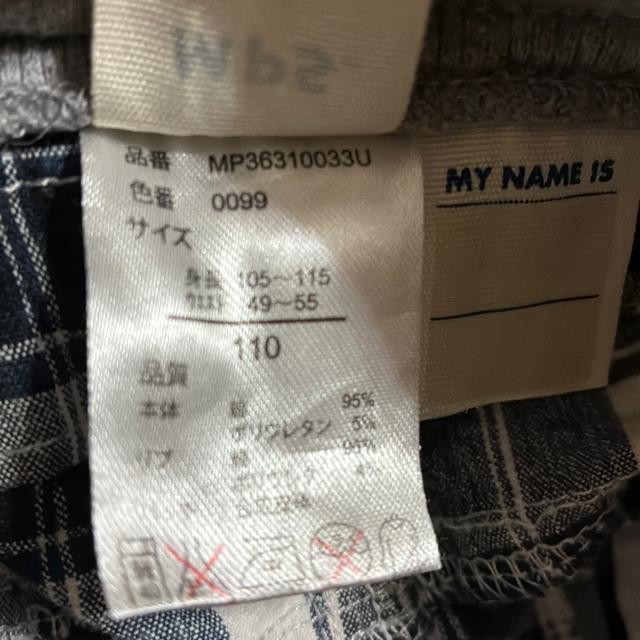 品番 MP36310033U
色番 0099
サイズ
身長 105～115
ウエスト 49～55
110
品質
本体 綿 95%
ポリウレタン 5%
リブ 綿
MY NAME IS